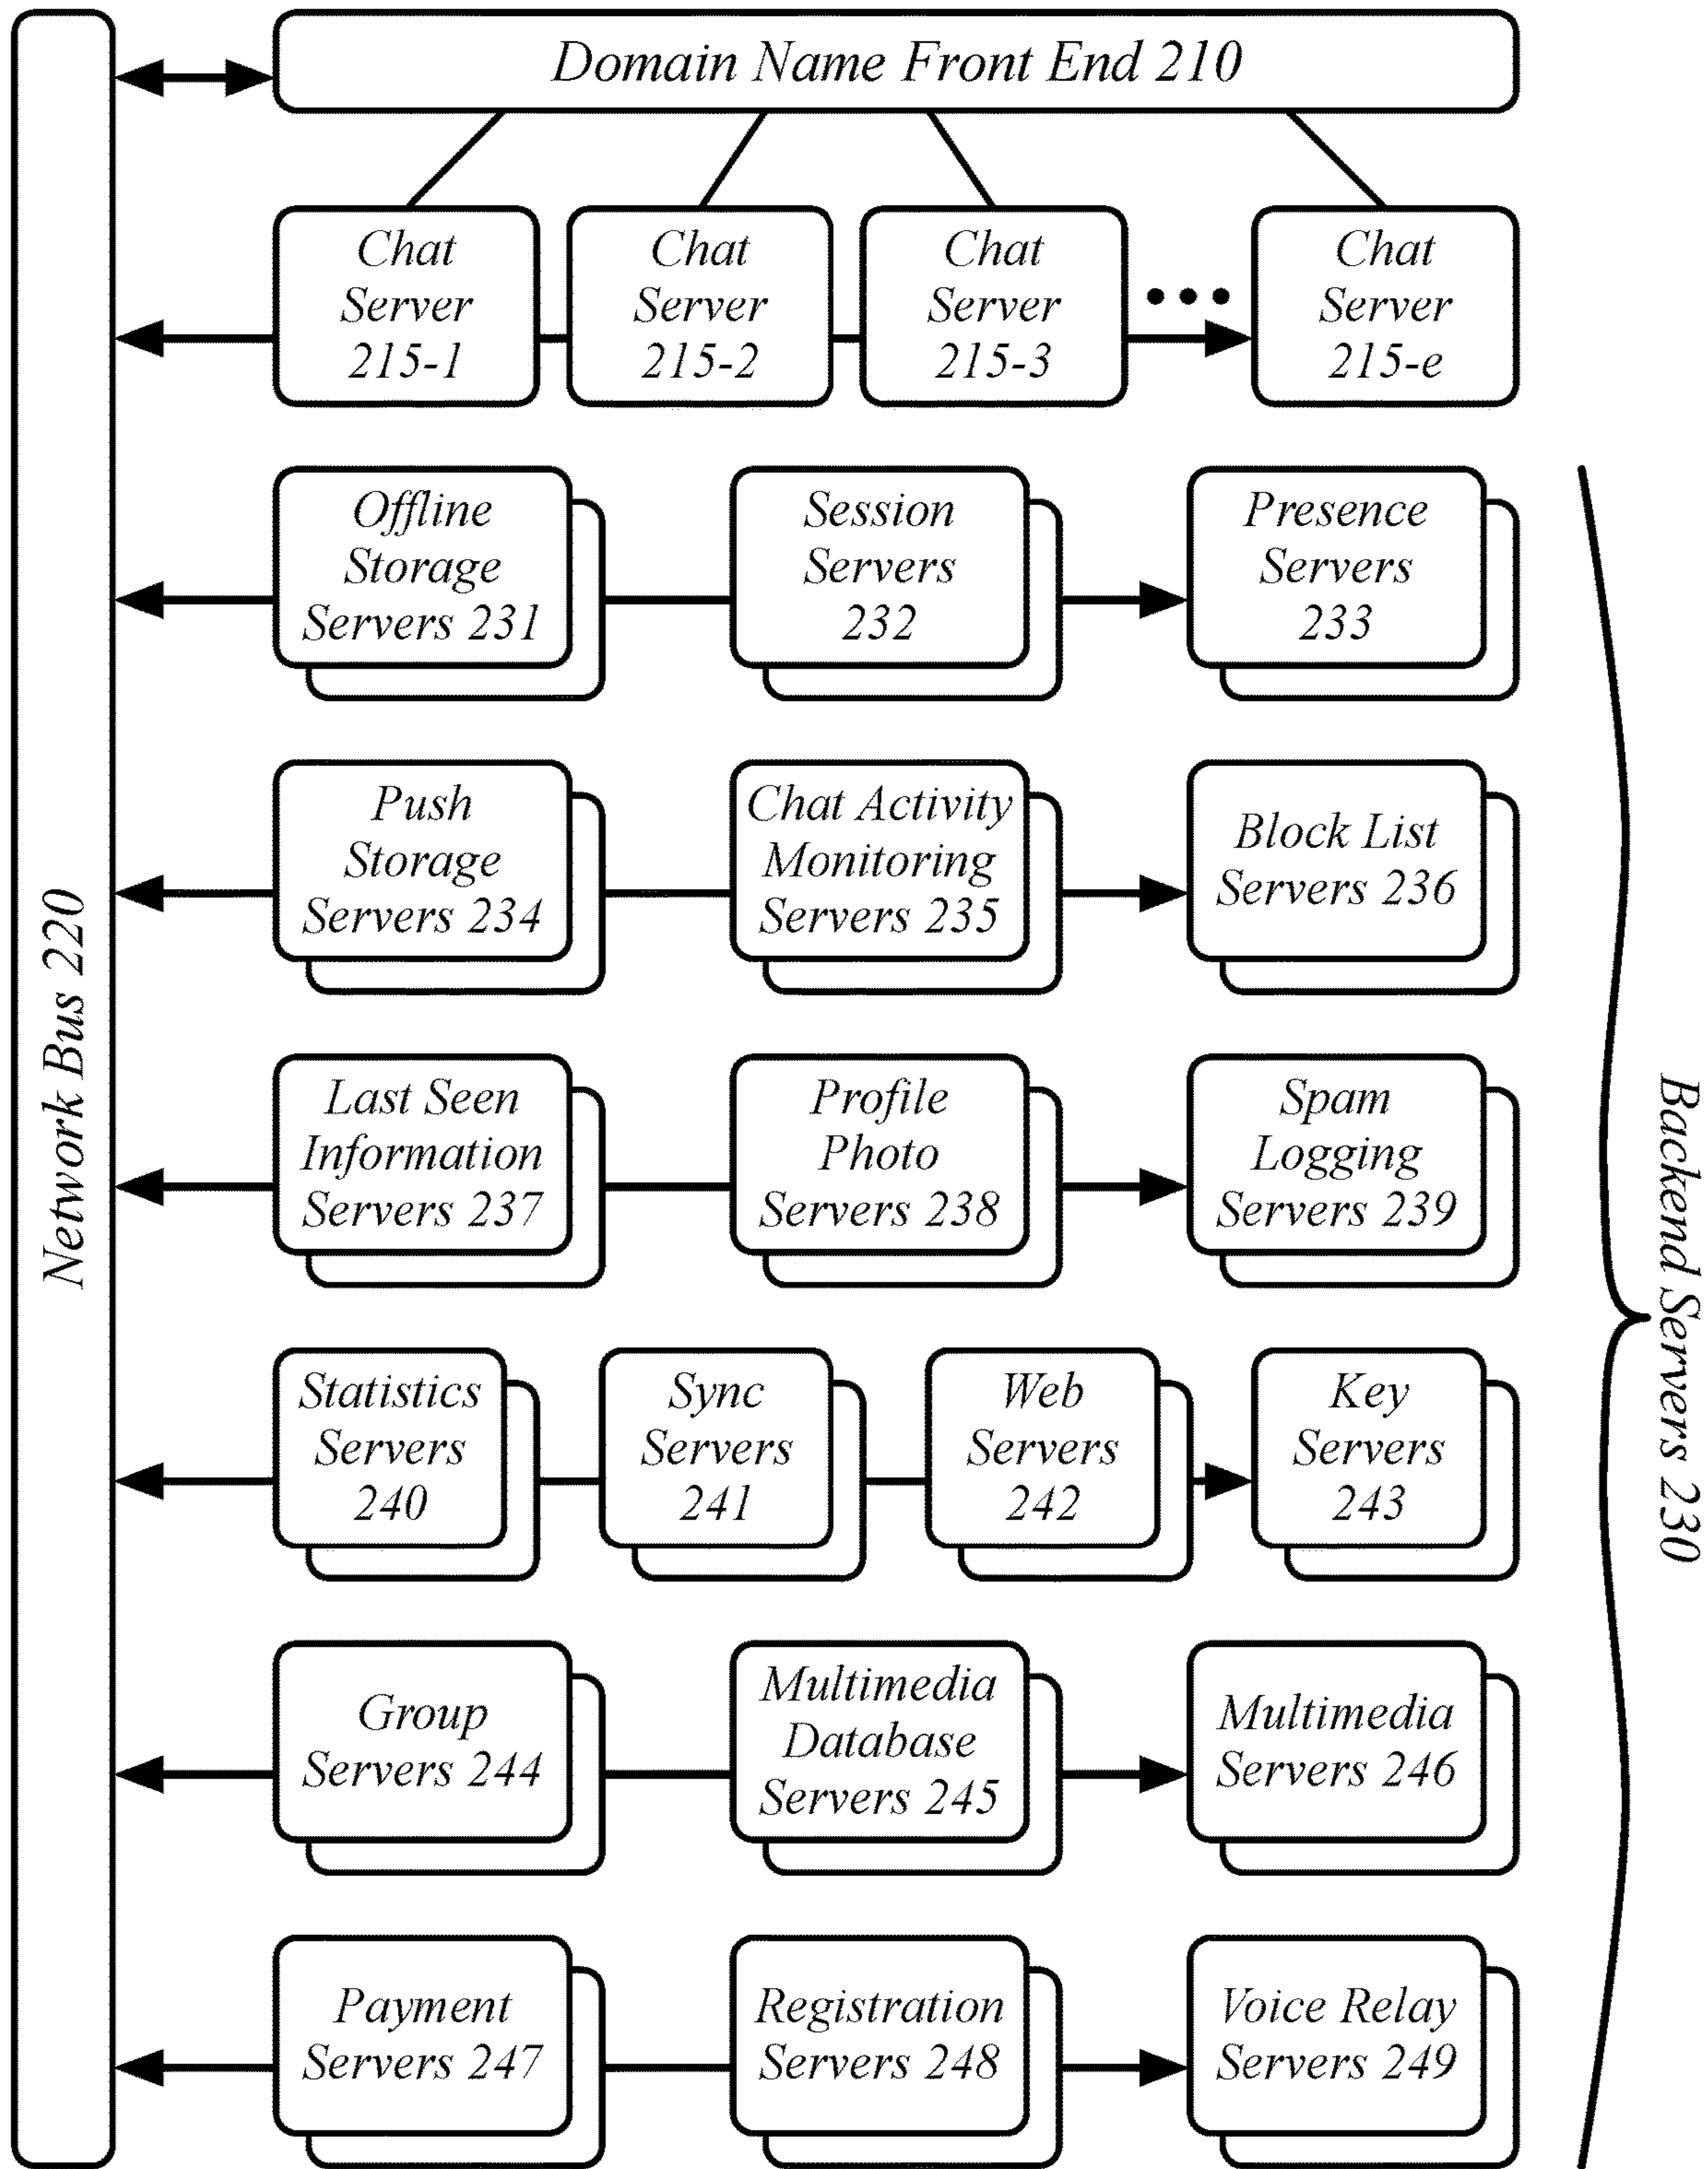 Domain Name Front End 210
Chat
Server
215-1
Chat
Server
215-2
Chat
Server
215-3
Chat
Server
215-e
Network Bus 220
Offline
Storage
Servers 231
Session
Servers
232
Presence
Servers
233
Push
Storage
Servers 234
Chat Activity
Monitoring
Servers 235
Block List
Servers 236
Last Seen
Information
Servers 237
Profile
Photo
Servers 238
Spam
Logging
Servers 239
Statistics
Servers
240
Sync
Servers
241
Web
Servers
242
Key
Servers
243
Group
Servers 244
Multimedia
Database
Servers 245
Multimedia
Servers 246
Payment
Servers 247
Registration
Servers 248
Voice Relay
Servers 249
Backend Servers 230